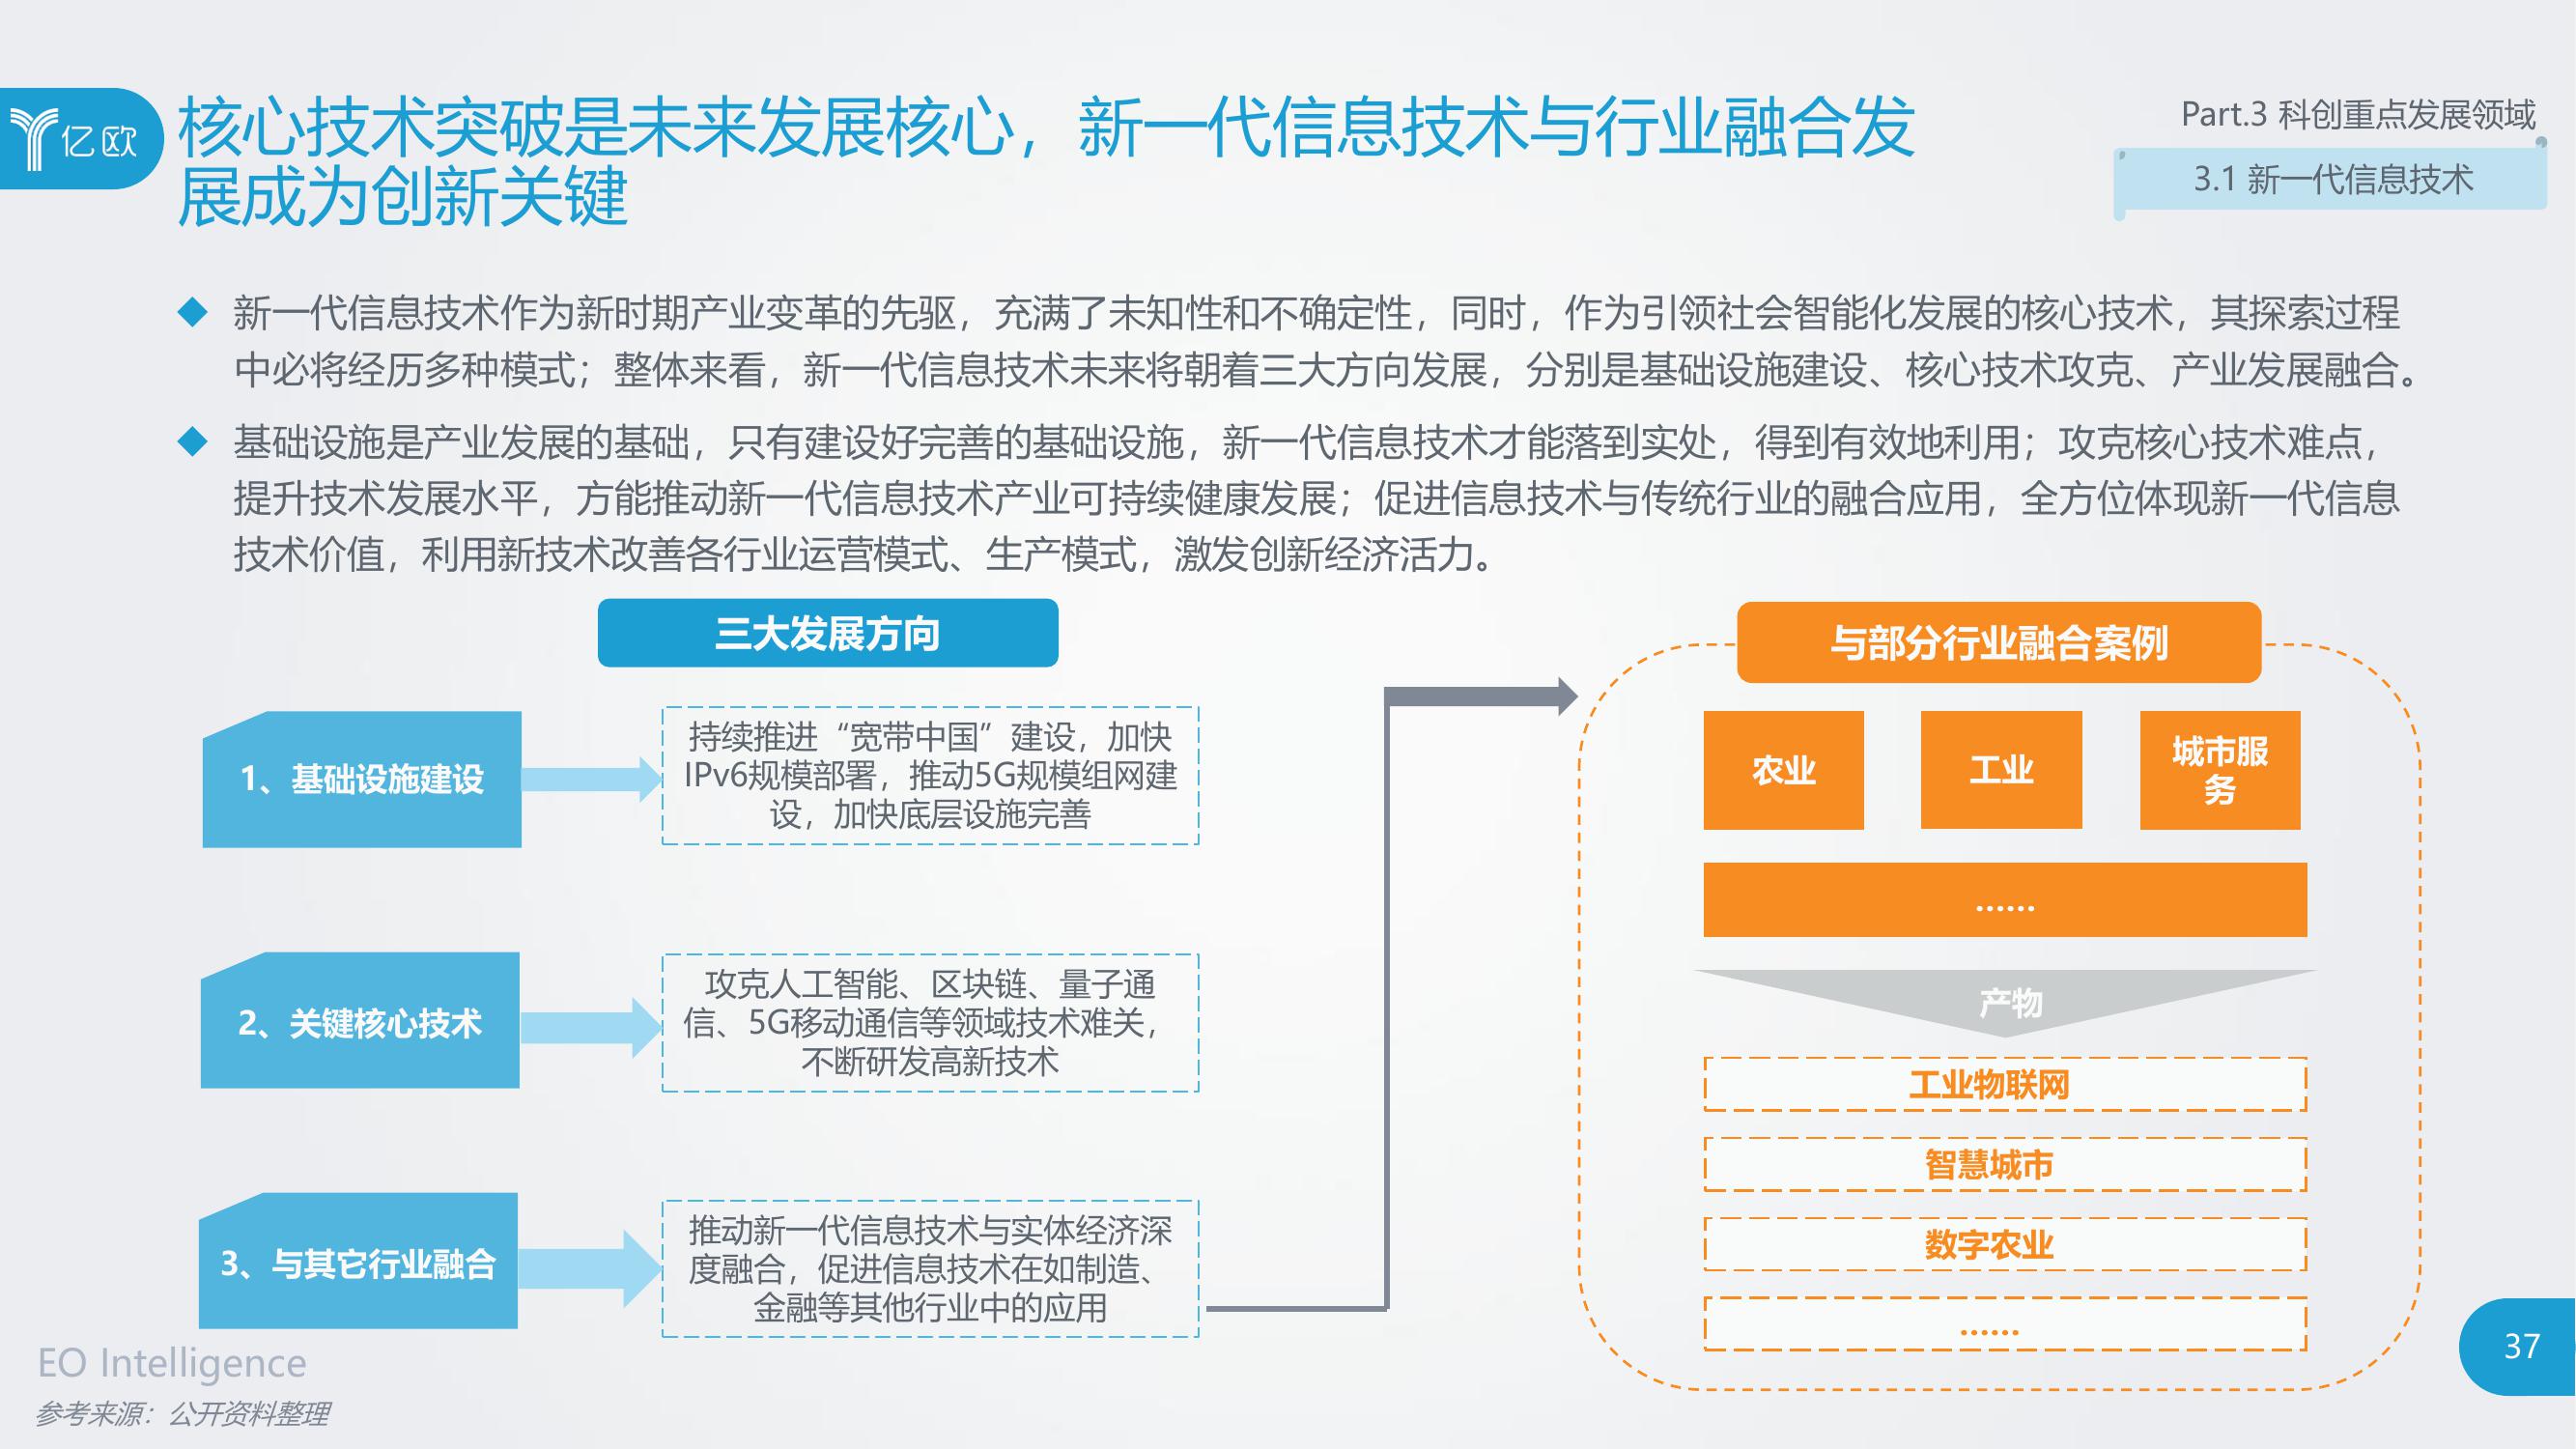 亿欧
核心技术突破是未来发展核心，新一代信息技术与行业融合发
展成为创新关键
Part.3 科创重点发展领域
3.1 新一代信息技术
新一代信息技术作为新时期产业变革的先驱，充满了未知性和不确定性，同时，作为引领社会智能化发展的核心技术，其探索过程
中必将经历多种模式；整体来看，新一代信息技术未来将朝着三大方向发展，分别是基础设施建设、核心技术攻克、产业发展融合。
基础设施是产业发展的基础，只有建设好完善的基础设施，新一代信息技术才能落到实处，得到有效地利用；攻克核心技术难点，
提升技术发展水平，方能推动新一代信息技术产业可持续健康发展；促进信息技术与传统行业的融合应用，全方位体现新一代信息
技术价值，利用新技术改善各行业运营模式、生产模式，激发创新经济活力。
三大发展方向
1、基础设施建设
持续推进“宽带中国”建设，加快
IPv6规模部署，推动5G规模组网建
设，加快底层设施完善
2、关键核心技术
攻克人工智能、区块链、量子通
信、5G移动通信等领域技术难关，
不断研发高新技术
3、与其它行业融合
推动新一代信息技术与实体经济深
度融合，促进信息技术在如制造、
金融等其他行业中的应用
与部分行业融合案例
农业
工业
城市服
务
……
产物
工业物联网
智慧城市
数字农业
……
EO Intelligence
参考来源：公开资料整理
37